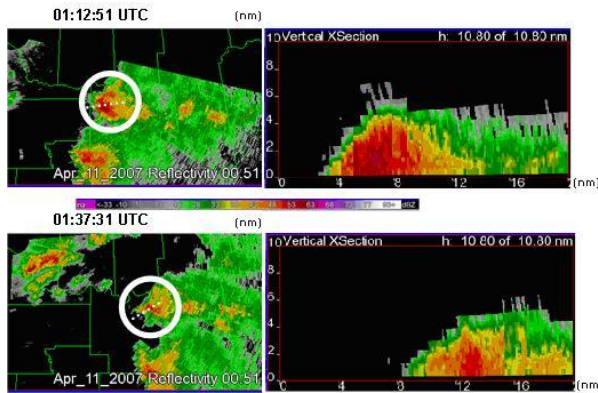 01:12:51 UTC (nm)
Vertical XSection h: 10.80 of 10.80 nm
10
8
6
4
2
0 4 8 12 16
Apr_11_2007 Reflectivity 00.51
01:37:31 UTC (nm)
Vertical XSection h: 10.80 of 10.80 nm
10
8
6
4
2
0 4 8 12 16 (nm)
Apr_11_2007 Reflectivity 00.51